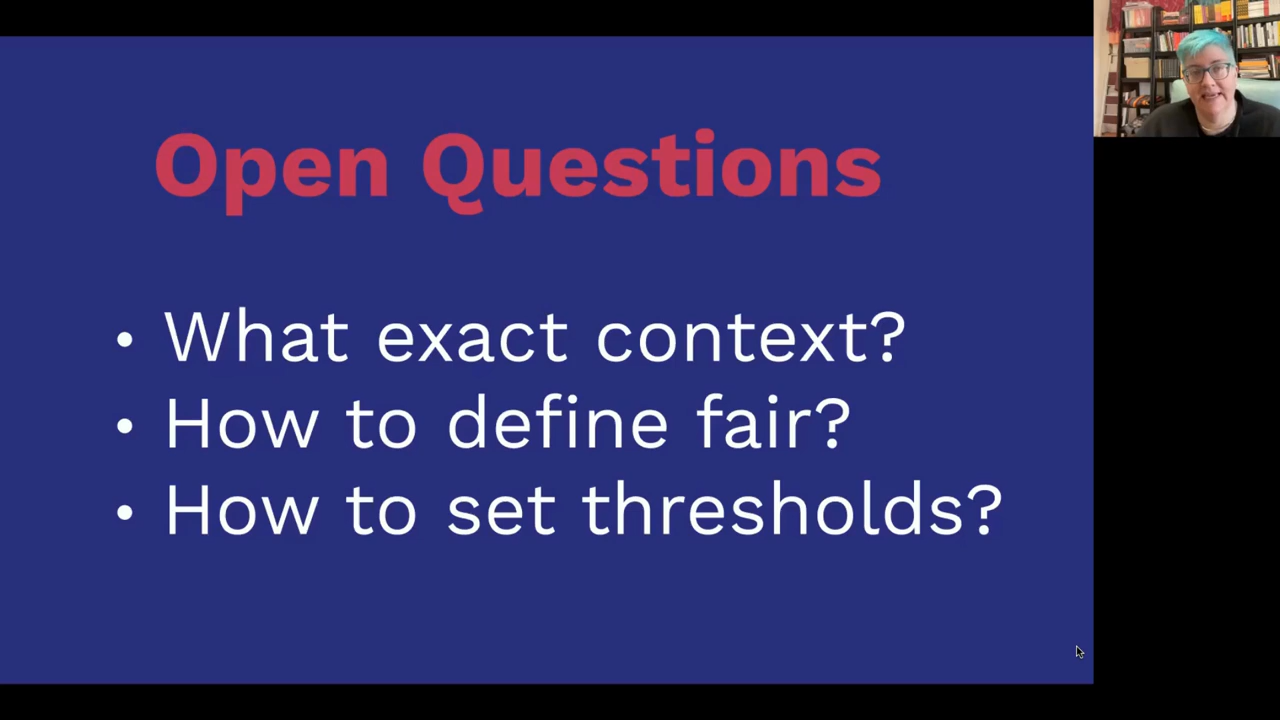 Open Questions
• What exact context?
• How to define fair?
• How to set thresholds?